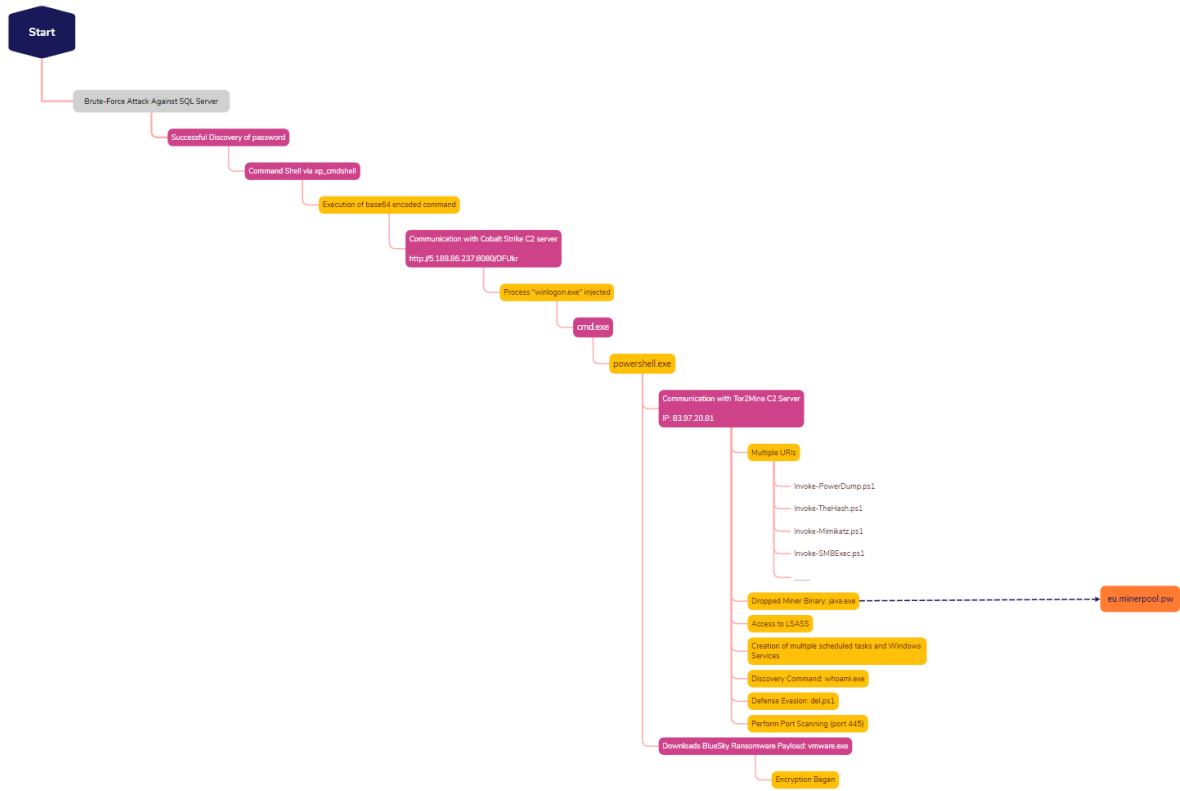 Start
Brute-Force Attack Against SQL Server
Successful Discovery of password
Command Shell via xp_cmdshell
Execution of base64 encoded command
Communication with Cobalt Strike C2 server
http://5.188.86.237:8080/DFUkr
Process "winlogon.exe" injected
cmd.exe
powershell.exe
Communication with Tor2Mine C2 Server
IP: 83.97.20.81
Multiple URIs
Invoke-PowerDump.ps1
Invoke-TheHash.ps1
Invoke-Mimikatz.ps1
Invoke-SMBExec.ps1
Dropped Miner Binary: java.exe
eu.minerpool.pw
Access to LSASS
Creation of multiple scheduled tasks and Windows
Services
Discovery Command: whoami.exe
Defense Evasion: del.ps1
Perform Port Scanning (port 445)
Downloads BlueSky Ransomware Payload: vmware.exe
Encryption Began